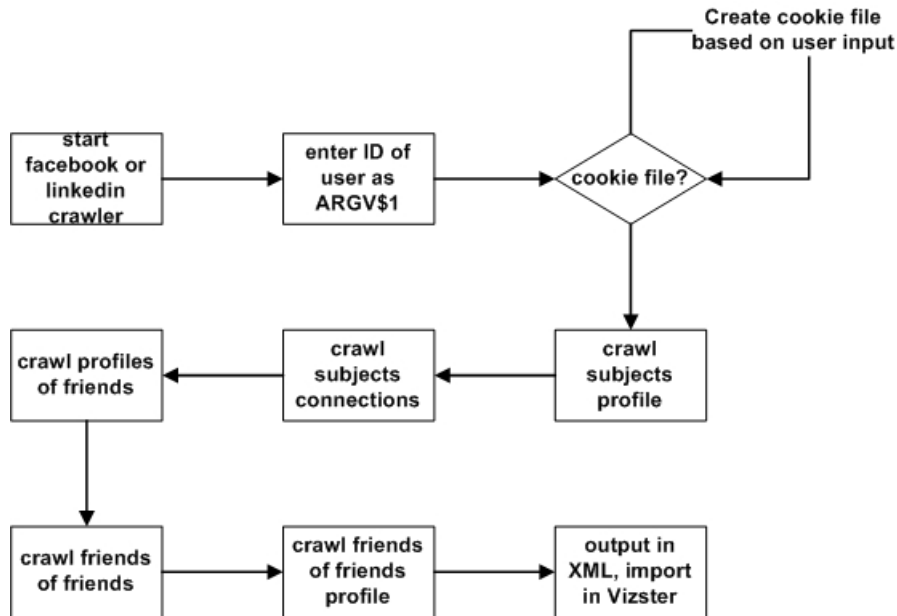 Create cookie file
based on user input
start
facebook or
linkedin
crawler
enter ID of
user as
ARGV$1
cookie file?
crawl profiles
of friends
crawl
subjects
connections
crawl
subjects
profile
crawl friends
of friends
crawl friends
of friends
profile
output in
XML, import
in Vizster